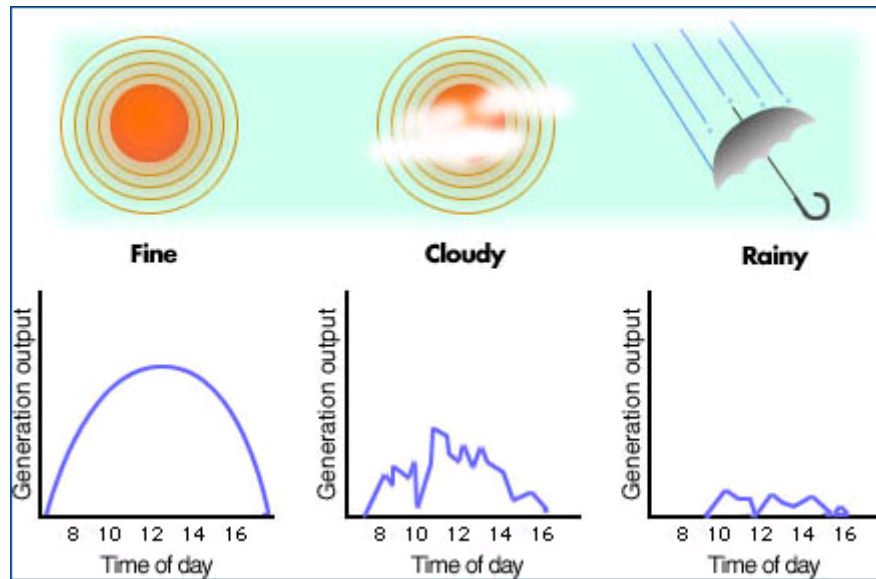 Fine
Cloudy
Rainy
Generation output
8 10 12 14 16
Time of day
Generation output
8 10 12 14 16
Time of day
Generation output
8 10 12 14 16
Time of day